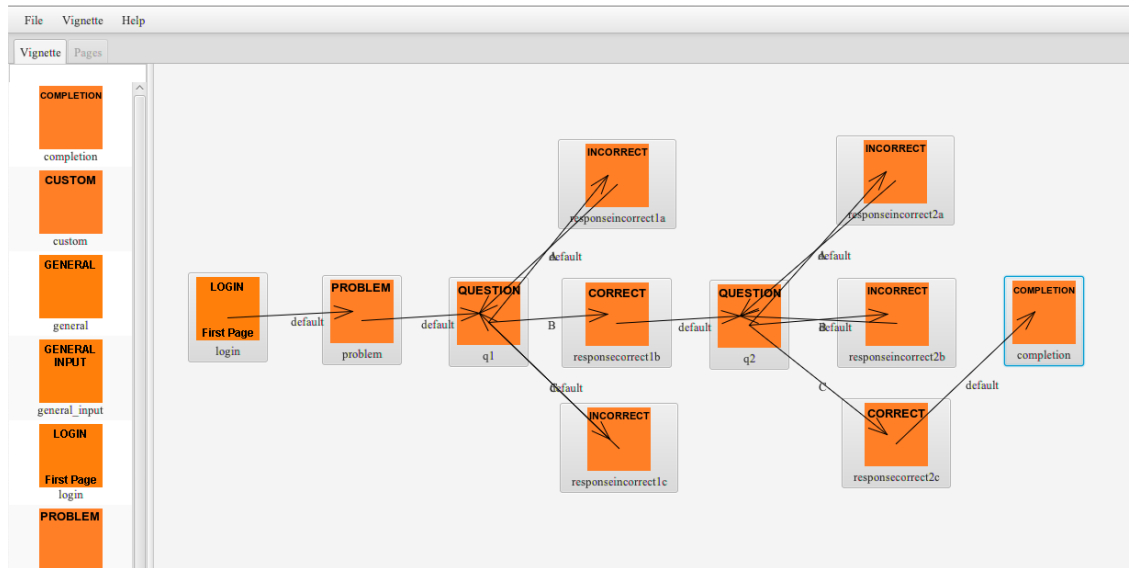 File Vignette Help
Vignette Pages
COMPLETION
completion
CUSTOM
custom
GENERAL
general
GENERAL
INPUT
general_input
LOGIN
First Page
login
PROBLEM
LOGIN
First Page
login
default
PROBLEM
problem
default
QUESTION
q1
INCORRECT
responseincorrect1a
A
default
B
CORRECT
responsecorrect1b
C
default
INCORRECT
responseincorrect1c
default
QUESTION
q2
INCORRECT
responseincorrect2a
A
default
B
default
INCORRECT
responseincorrect2b
C
CORRECT
responsecorrect2c
default
COMPLETION
completion